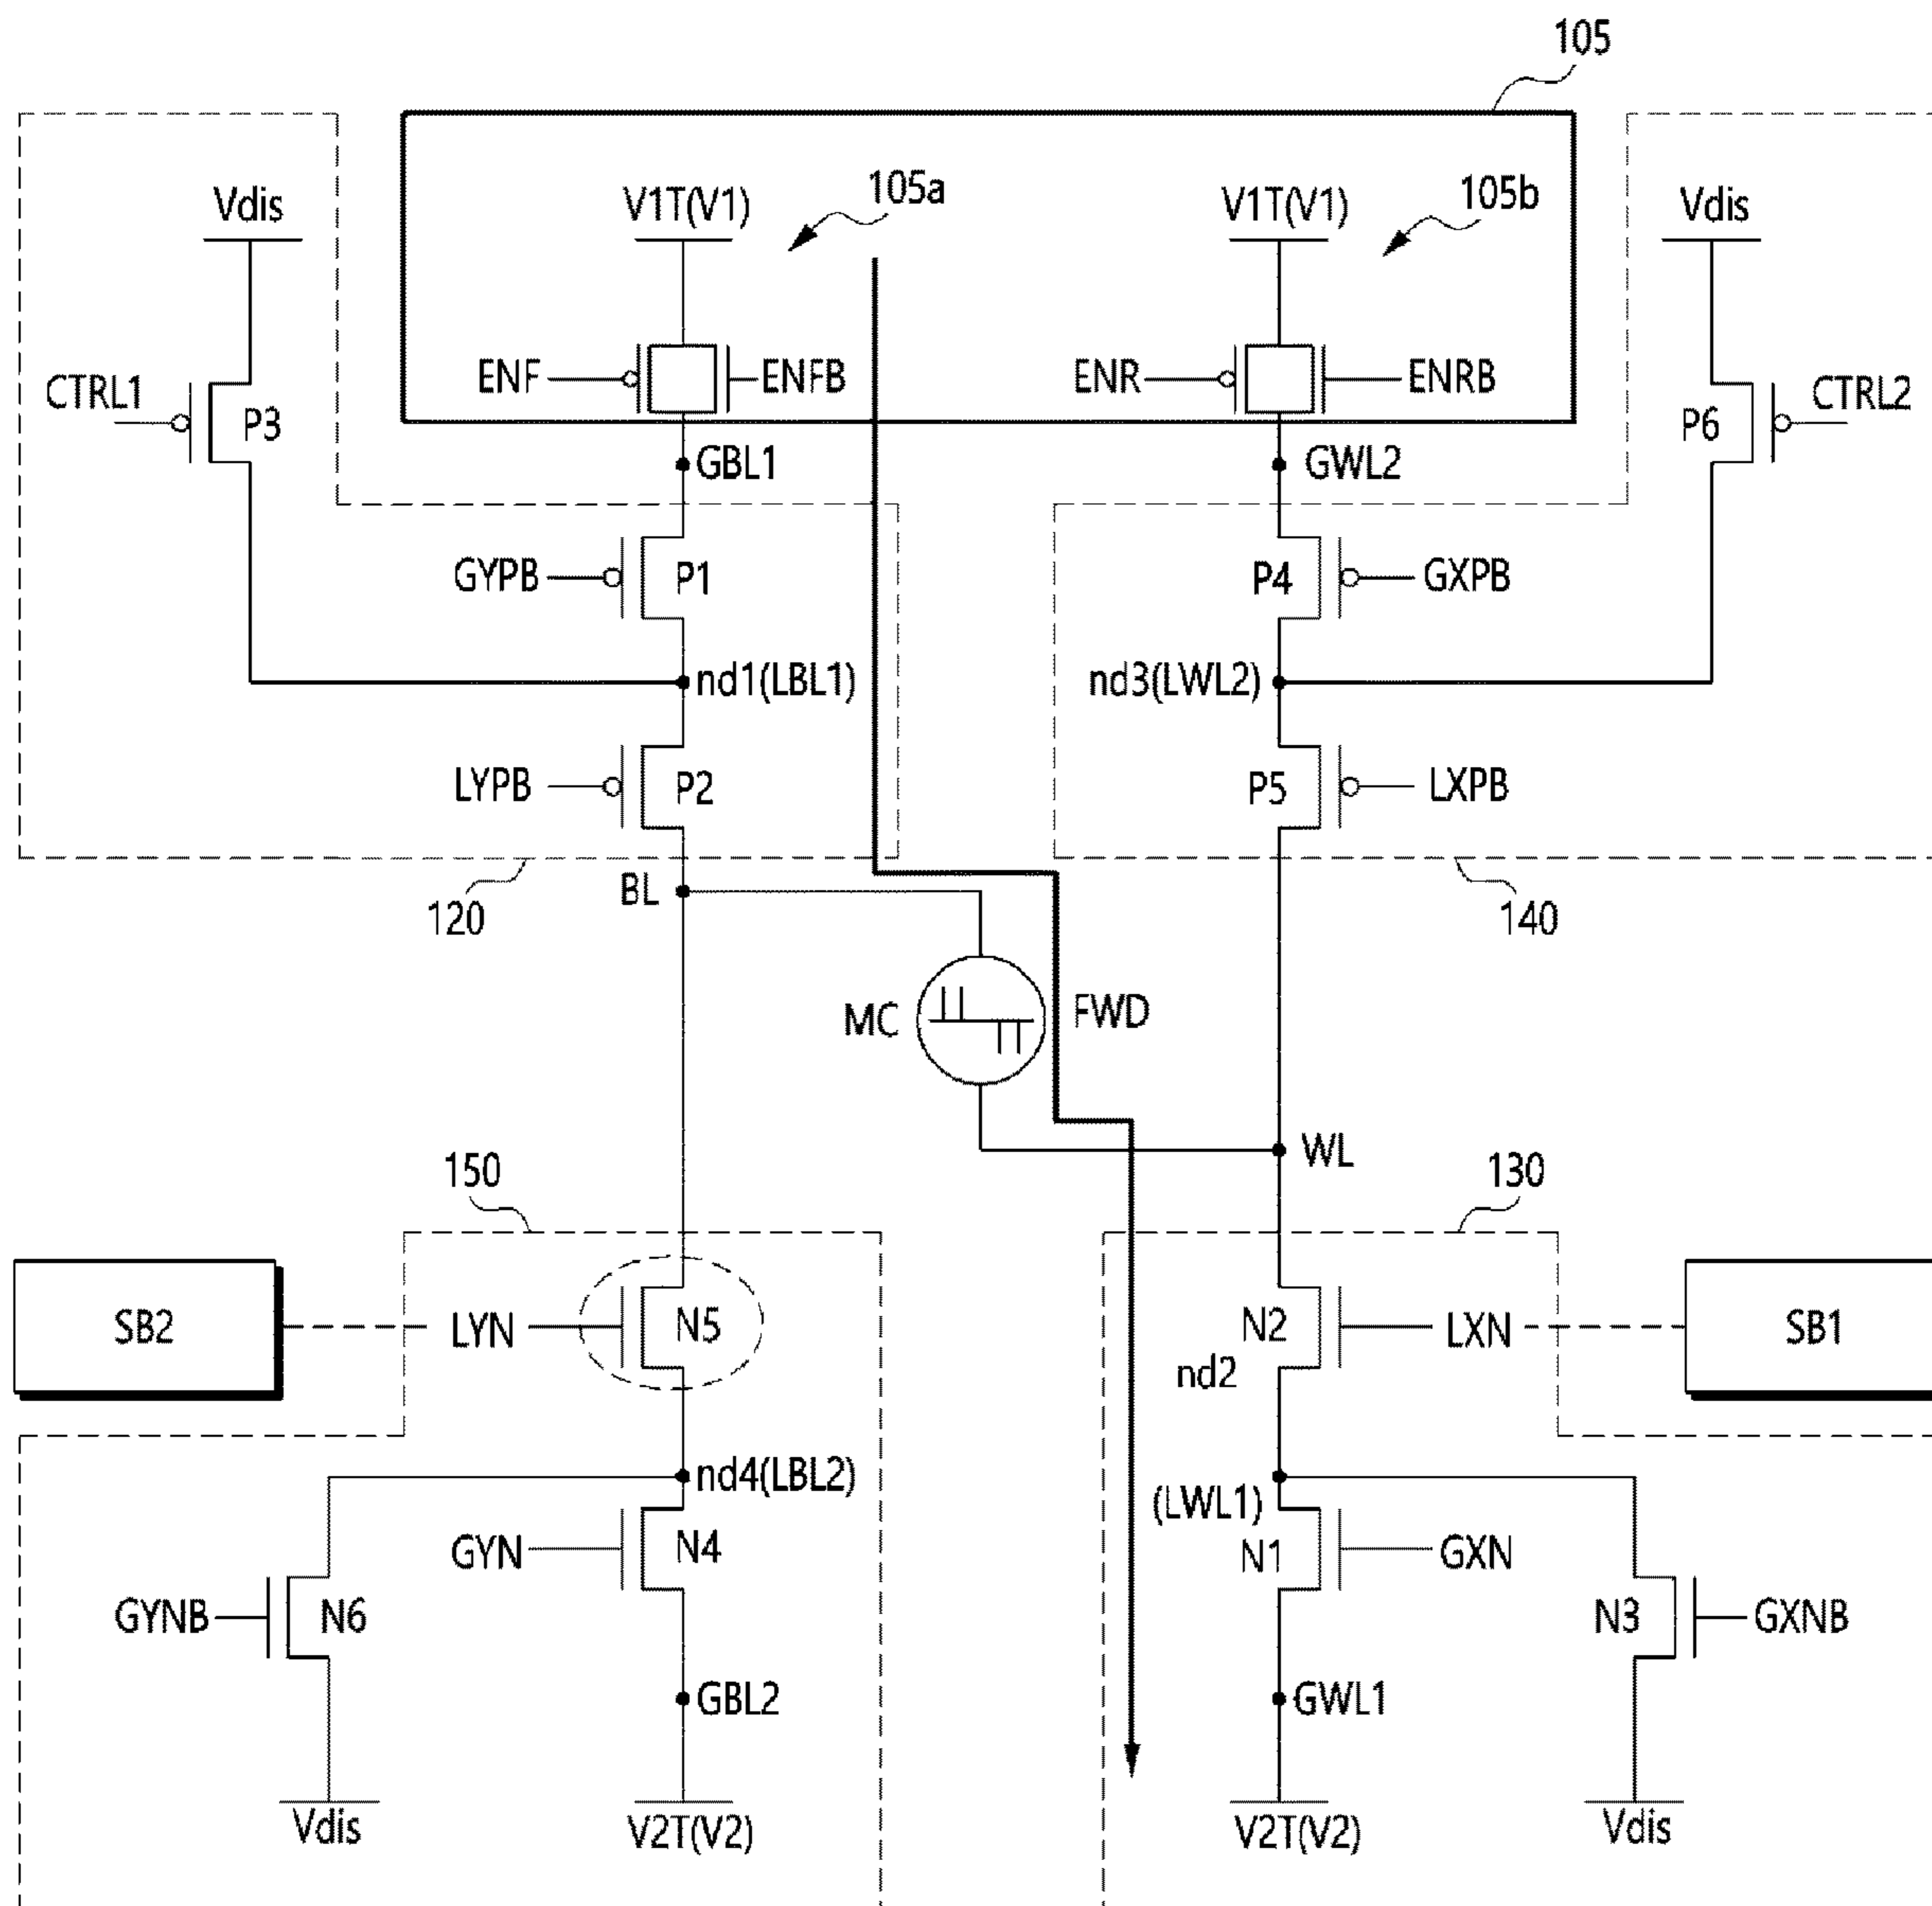 105
Vdis
V1T(V1)
105a
V1T(V1)
105b
Vdis
CTRL1
P3
ENF
ENFB
ENR
ENRB
P6
CTRL2
GBL1
GWL2
GYPB
P1
P4
GXPB
nd1(LBL1)
nd3(LWL2)
LYPB
P2
P5
LXPB
120
BL
140
MC
FWD
WL
150
130
SB2
LYN
N5
N2
LXN
SB1
nd2
nd4(LBL2)
(LWL1)
GYN
N4
N1
GXN
GYNB
N6
N3
GXNB
GBL2
GWL1
Vdis
V2T(V2)
V2T(V2)
Vdis